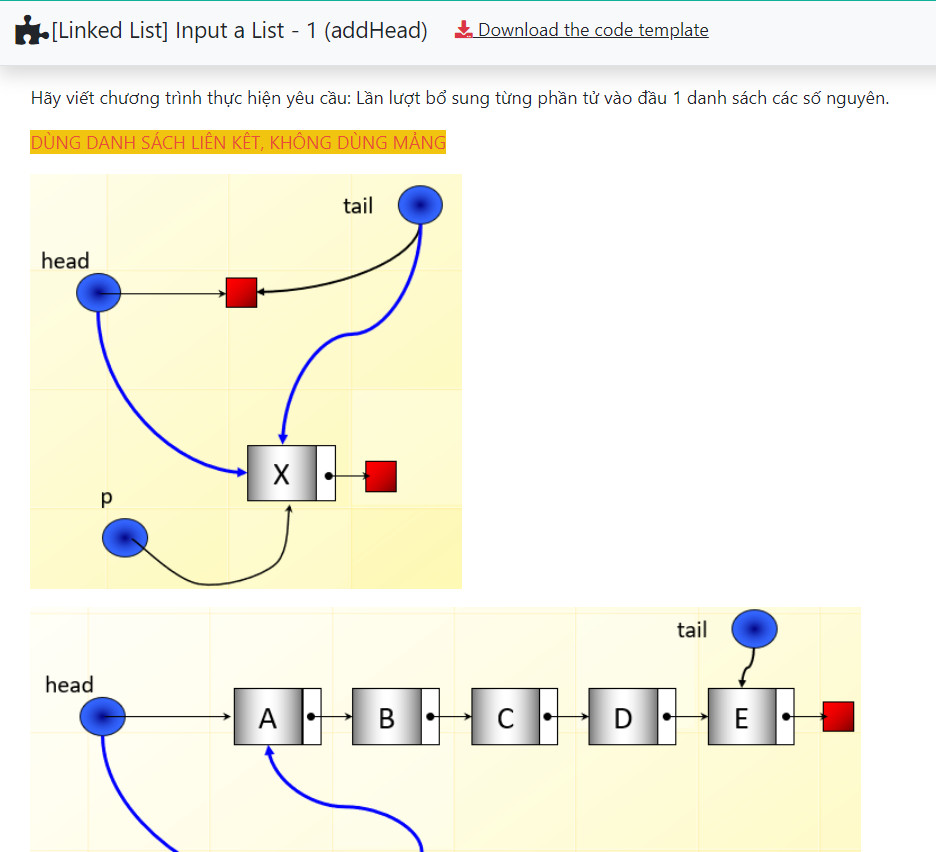 [Linked List] Input a List - 1 (addHead) Download the code template
Hãy viết chương trình thực hiện yêu cầu: Lần lượt bổ sung từng phần tử vào đầu 1 danh sách các số nguyên.
DÙNG DANH SÁCH LIÊN KẾT, KHÔNG DÙNG MẢNG
tail
head
X
p
tail
head
A B C D E